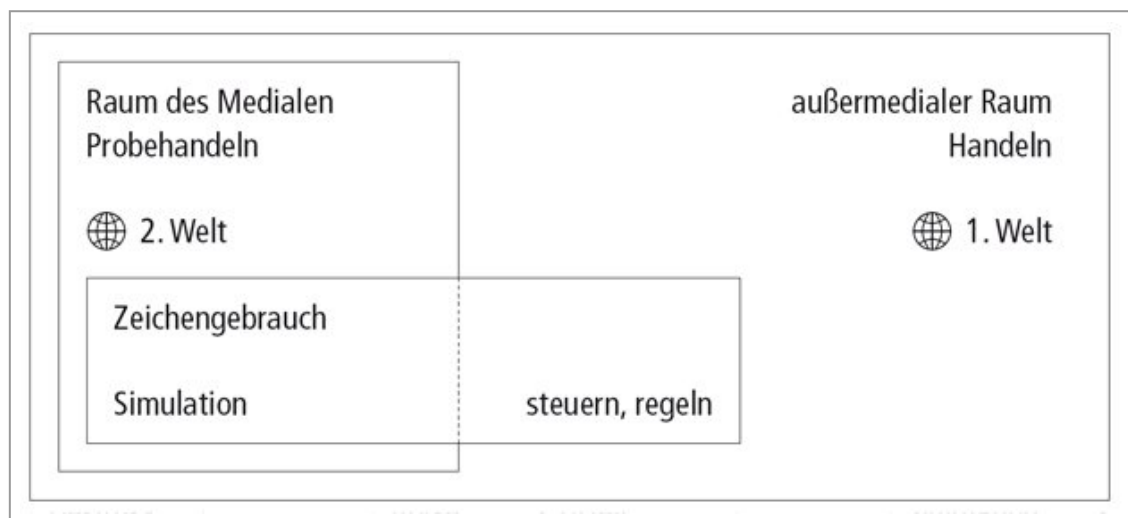 Raum des Medialen
Probehandeln
außermedialer Raum
Handeln
2. Welt
1. Welt
Zeichengebrauch
Simulation
steuern, regeln